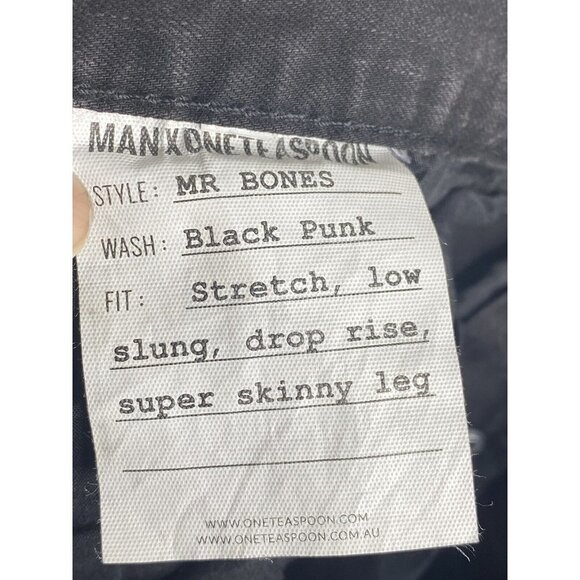 MANXONETEASPOON
STYLE: MR BONES
WASH: Black Punk
FIT: Stretch, low
slung, drop rise,
super skinny leg
WWW.ONETEASPOON.COM
WWW.ONETEASPOON.COM.AU